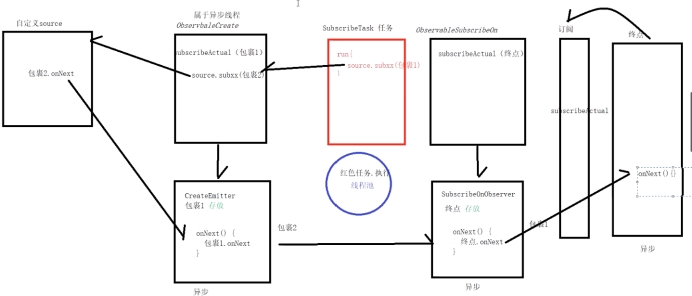 自定义source
包裹2.onNext
属于异步线程
ObservbaleCreate
subscribeActual (包裹1)
source.subxx(包裹2)
CreateEmitter
包裹1 存放
onNext() {
包裹1.onNext
}
异步
包裹2
SubscribeTask 任务
run{
source.subxx(包裹1)
}
红色任务.执行
线程池
ObservableSubscribeOn
subscribeActual (终点)
SubscribeOnObserver
终点 存放
onNext() {
终点.onNext
}
异步
包裹1
订阅
subscribeActual
终点
onNext(){}
异步